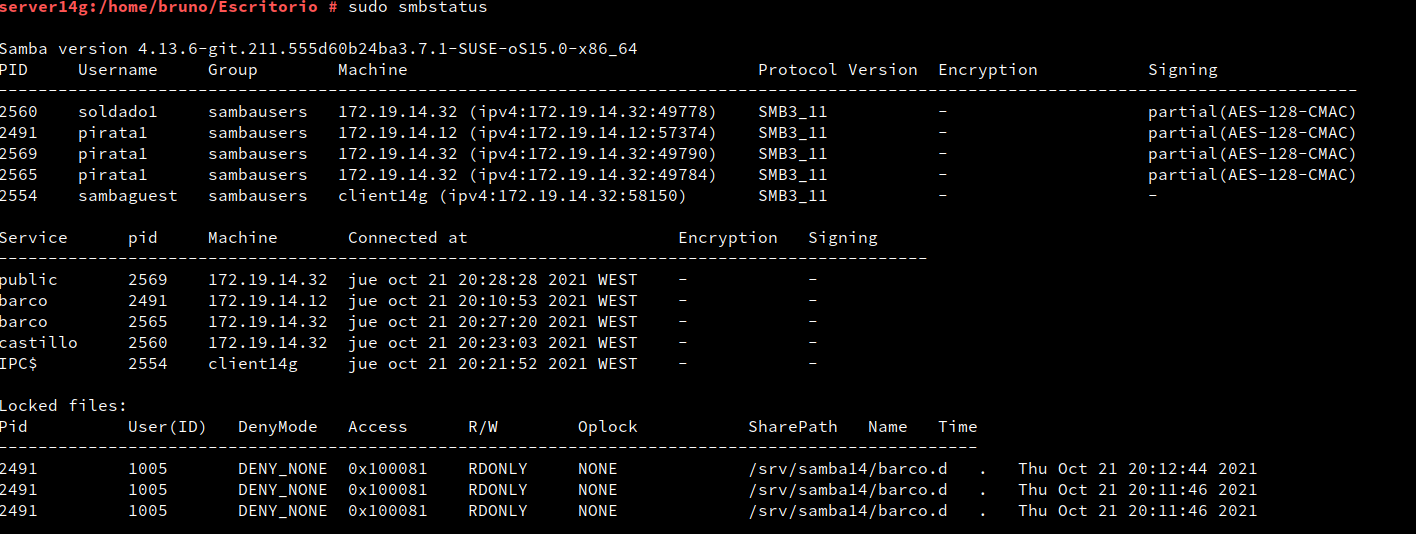 server14g:/home/bruno/Escritorio # sudo smbstatus
Samba version 4.13.6-git.211.555d60b24ba3.7.1-SUSE-oS15.0-x86_64
PID     Username     Group        Machine                                   Protocol Version  Encryption           Signing
----------------------------------------------------------------------------------------------------------------------------------------
2560    soldado1     sambausers   172.19.14.32 (ipv4:172.19.14.32:49778)    SMB3_11           -                    partial(AES-128-CMAC)
2491    pirata1      sambausers   172.19.14.12 (ipv4:172.19.14.12:57374)    SMB3_11           -                    partial(AES-128-CMAC)
2569    pirata1      sambausers   172.19.14.32 (ipv4:172.19.14.32:49790)    SMB3_11           -                    partial(AES-128-CMAC)
2565    pirata1      sambausers   172.19.14.32 (ipv4:172.19.14.32:49784)    SMB3_11           -                    partial(AES-128-CMAC)
2554    sambaguest   sambausers   client14g (ipv4:172.19.14.32:58150)       SMB3_11           -                    -
Service      pid     Machine       Connected at                     Encryption   Signing
---------------------------------------------------------------------------------------------
public       2569    172.19.14.32  jue oct 21 20:28:28 2021 WEST    -            -
barco        2491    172.19.14.12  jue oct 21 20:10:53 2021 WEST    -            -
barco        2565    172.19.14.32  jue oct 21 20:27:20 2021 WEST    -            -
castillo     2560    172.19.14.32  jue oct 21 20:23:03 2021 WEST    -            -
IPC$         2554    client14g     jue oct 21 20:21:52 2021 WEST    -            -
Locked files:
Pid          User(ID)   DenyMode   Access      R/W        Oplock           SharePath   Name   Time
--------------------------------------------------------------------------------------------------
2491         1005       DENY_NONE  0x100081    RDONLY     NONE             /srv/samba14/barco.d   .   Thu Oct 21 20:12:44 2021
2491         1005       DENY_NONE  0x100081    RDONLY     NONE             /srv/samba14/barco.d   .   Thu Oct 21 20:11:46 2021
2491         1005       DENY_NONE  0x100081    RDONLY     NONE             /srv/samba14/barco.d   .   Thu Oct 21 20:11:46 2021